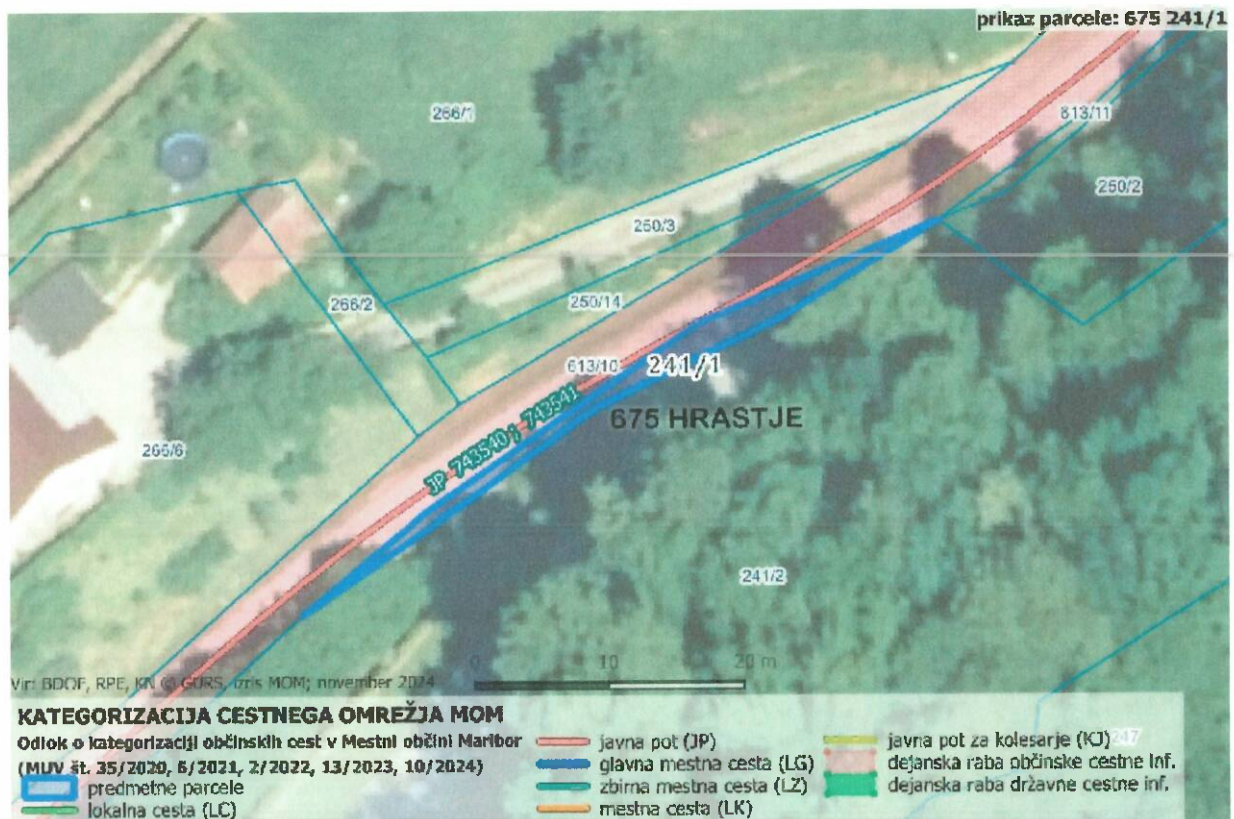 prikaz parcele: 675 241/1
266/1
613/11
250/2
250/3
266/2
250/14
613/10
241/1
675 HRASTJE
JP 743540 ; 743541
266/6
241/2
0 10 20 m
Vir: BDOF, RPE, KN © GURS, izris MOM; november 2024
KATEGORIZACIJA CESTNEGA OMREŽJA MOM
Odlok o kategorizaciji občinskih cest v Mestni občini Maribor
(MUV št. 35/2020, 6/2021, 2/2022, 13/2023, 10/2024)
predmetne parcele
lokalna cesta (LC)
javna pot (JP)
glavna mestna cesta (LG)
zbirna mestna cesta (LZ)
mestna cesta (LK)
javna pot za kolesarje (KJ)
247
dejanska raba občinske cestne inf.
dejanska raba državne cestne inf.